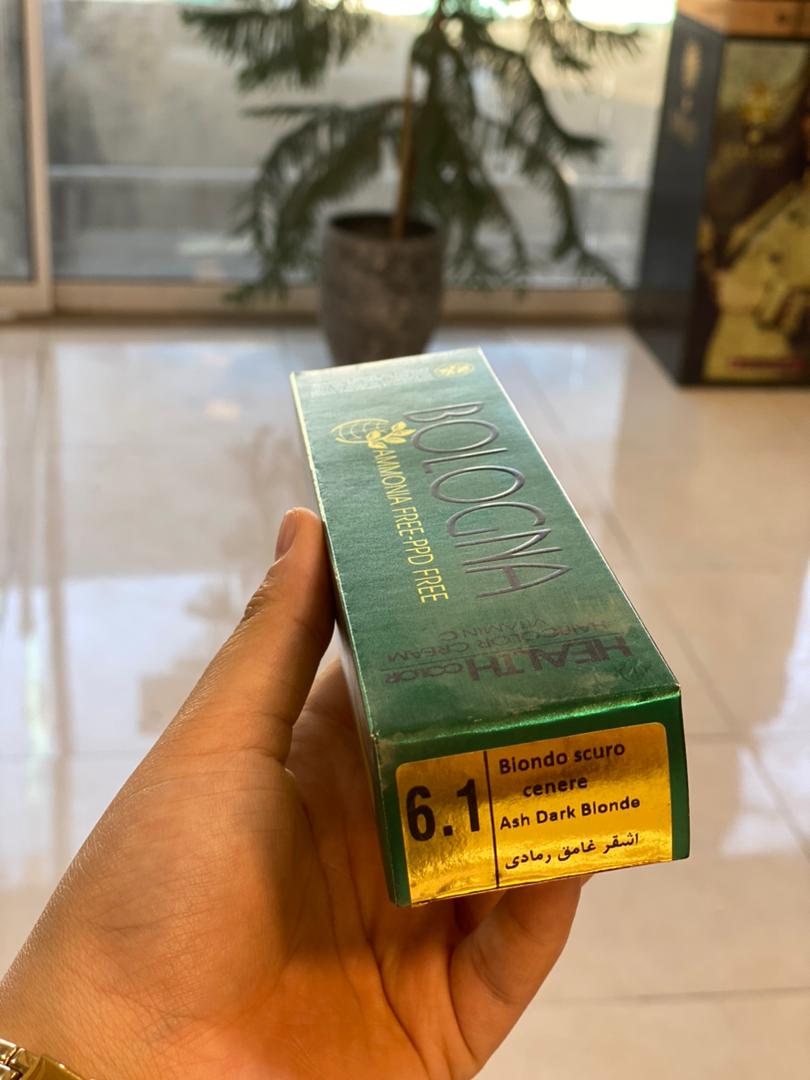 BOLOGNA
AMMONIA FREE-PPD FREE
HEALTH COLOR
HAIRCOLOR CREAM
VITAMIN C
6.1
Biondo scuro
cenere
Ash Dark Blonde
اشقر غامق رمادی